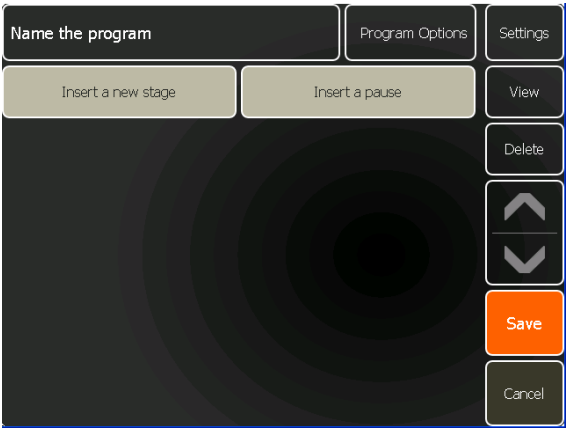 Name the program
Program Options
Settings
Insert a new stage
Insert a pause
View
Delete
Save
Cancel